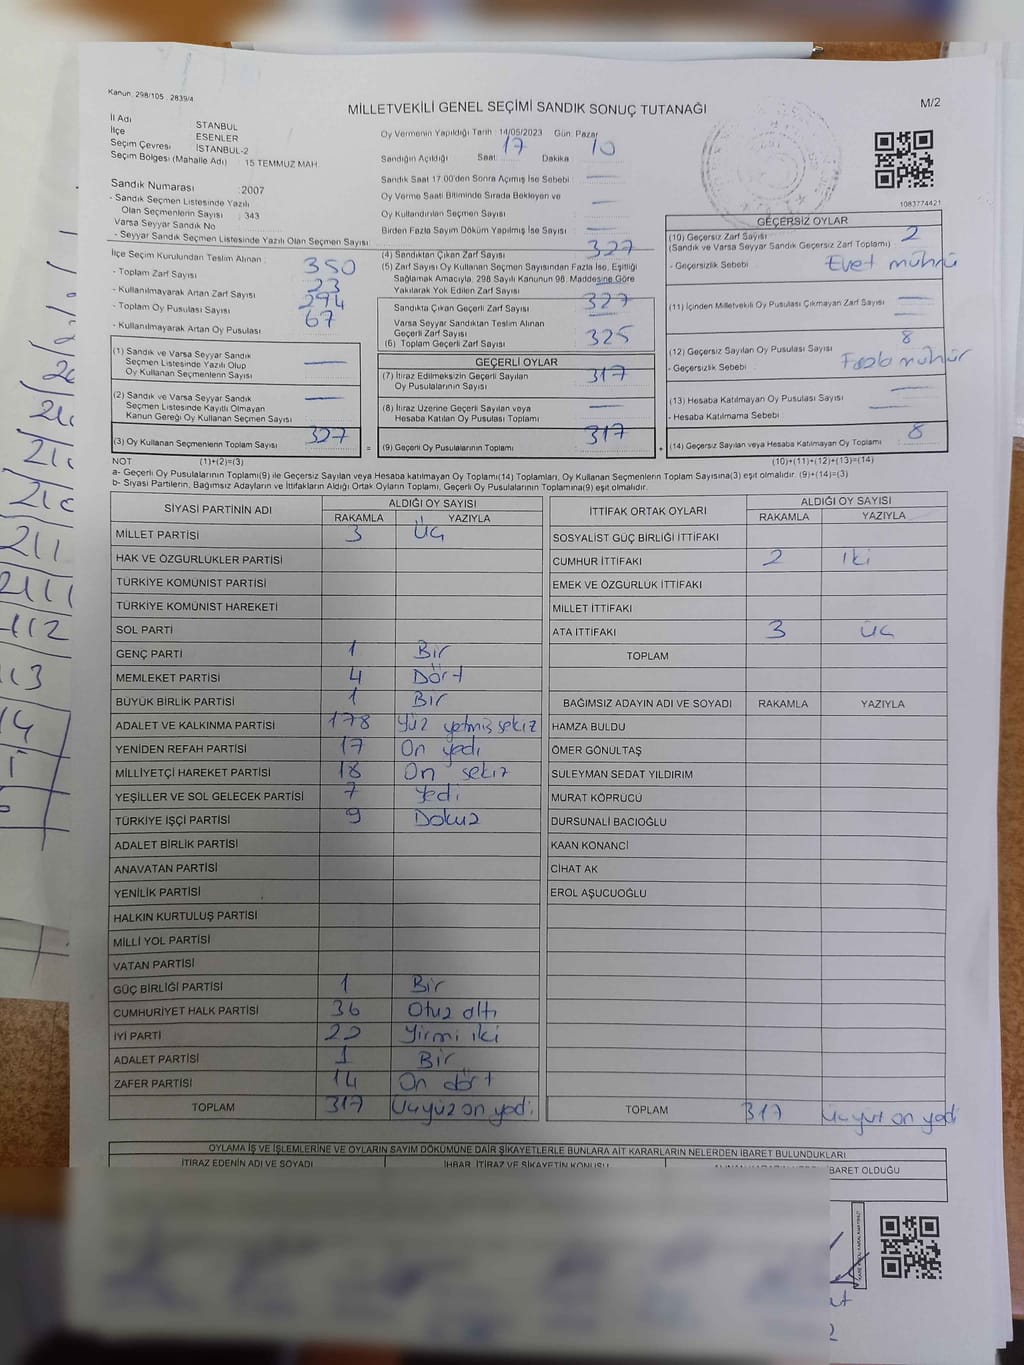 Kanun 298/105 2839/4
MİLLETVEKİLİ GENEL SEÇİMİ SANDIK SONUÇ TUTANAĞI
M/2
İl Adı STANBUL
İlçe ESENLER
Seçim Çevresi İSTANBUL-2
Seçim Bölgesi (Mahalle Adı) 15 TEMMUZ MAH.
Sandık Numarası : 2007
- Sandık Seçmen Listesinde Yazılı
Olan Seçmenlerin Sayısı : 343
Varsa Seyyar Sandık No
- Seyyar Sandık Seçmen Listesinde Yazılı Olan Seçmen Sayısı
Oy Vermenin Yapıldığı Tarih : 14/05/2023 Gün: Pazar
Sandığın Açıldığı Saat: 17 Dakika 10
Sandık Saat 17:00'den Sonra Açımış İse Sebebi —
Oy Verme Saati Bitiminde Sırada Bekleyen ve
Oy Kullandırılan Seçmen Sayısı —
Birden Fazla Sayım Döküm Yapılmış İse Sayısı —
1083774421
İlçe Seçim Kurulundan Teslim Alınan :
- Toplam Zarf Sayısı 350
- Kullanılmayarak Artan Zarf Sayısı 23
- Toplam Oy Pusulası Sayısı 294
- Kullanılmayarak Artan Oy Pusulası 67
(1) Sandık ve Varsa Seyyar Sandık
Seçmen Listesinde Yazılı Olup
Oy Kullanan Seçmenlerin Sayısı —
(2) Sandık ve Varsa Seyyar Sandık
Seçmen Listesinde Kayıtlı Olmayan
Kanun Gereği Oy Kullanan Seçmen Sayısı —
(3) Oy Kullanan Seçmenlerin Toplam Sayısı 327
(4) Sandıktan Çıkan Zarf Sayısı 327
(5) Zarf Sayısı Oy Kullanan Seçmen Sayısından Fazla İse, Eşitliği
Sağlamak Amacıyla; 298 Sayılı Kanunun 98. Maddesine Göre
Yakılarak Yok Edilen Zarf Sayısı —
Sandıkta Çıkan Geçerli Zarf Sayısı 327
Varsa Seyyar Sandıktan Teslim Alınan
Geçerli Zarf Sayısı —
(6) Toplam Geçerli Zarf Sayısı 325
GEÇERLİ OYLAR
(7) İtiraz Edilmeksizin Geçerli Sayılan
Oy Pusulalarının Sayısı 317
(8) İtiraz Üzerine Geçerli Sayılan veya
Hesaba Katılan Oy Pusulaları Toplamı —
= (9) Geçerli Oy Pusulalarının Toplamı 317
GEÇERSİZ OYLAR
(10) Geçersiz Zarf Sayısı 2
(Sandık ve Varsa Seyyar Sandık Geçersiz Zarf Toplamı)
- Geçersizlik Sebebi : Evet mührü
(11) İçinden Milletvekili Oy Pusulası Çıkmayan Zarf Sayısı —
(12) Geçersiz Sayılan Oy Pusulası Sayısı 8
- Geçersizlik Sebebi : Fazla mühür
(13) Hesaba Katılmayan Oy Pusulası Sayısı —
- Hesaba Katılmama Sebebi —
+ (14) Geçersiz Sayılan veya Hesaba Katılmayan Oy Toplamı 8
NOT (1)+(2)=(3) (10)+(11)+(12)+(13)=(14)
a- Geçerli Oy Pusulalarının Toplamı(9) ile Geçersiz Sayılan veya Hesaba katılmayan Oy Toplamı(14) Toplamları, Oy Kullanan Seçmenlerin Toplam Sayısına(3) eşit olmalıdır. (9)+(14)=(3)
b- Siyasi Partilerin, Bağımsız Adayların ve İttifakların Aldığı Ortak Oyların Toplamı, Geçerli Oy Pusulalarının Toplamına(9) eşit olmalıdır.
SİYASİ PARTİNİN ADI ALDIĞI OY SAYISI
RAKAMLA YAZIYLA
MİLLET PARTİSİ 3 Üç
HAK VE ÖZGÜRLÜKLER PARTİSİ
TÜRKİYE KOMÜNİST PARTİSİ
TÜRKİYE KOMÜNİST HAREKETİ
SOL PARTİ
GENÇ PARTİ 1 Bir
MEMLEKET PARTİSİ 4 Dört
BÜYÜK BİRLİK PARTİSİ 1 Bir
ADALET VE KALKINMA PARTİSİ 178 Yüz yetmiş sekiz
YENİDEN REFAH PARTİSİ 17 On yedi
MİLLİYETÇİ HAREKET PARTİSİ 18 On sekiz
YEŞİLLER VE SOL GELECEK PARTİSİ 7 Yedi
TÜRKİYE İŞÇİ PARTİSİ 9 Dokuz
ADALET BİRLİK PARTİSİ
ANAVATAN PARTİSİ
YENİLİK PARTİSİ
HALKIN KURTULUŞ PARTİSİ
MİLLİ YOL PARTİSİ
VATAN PARTİSİ
GÜÇ BİRLİĞİ PARTİSİ 1 Bir
CUMHURİYET HALK PARTİSİ 36 Otuz altı
İYİ PARTİ 22 Yirmi iki
ADALET PARTİSİ 1 Bir
ZAFER PARTİSİ 14 On dört
TOPLAM 317 Üçyüz on yedi
İTTİFAK ORTAK OYLARI ALDIĞI OY SAYISI
RAKAMLA YAZIYLA
SOSYALİST GÜÇ BİRLİĞİ İTTİFAKI
CUMHUR İTTİFAKI 2 iki
EMEK VE ÖZGÜRLÜK İTTİFAKI
MİLLET İTTİFAKI
ATA İTTİFAKI 3 üç
TOPLAM
BAĞIMSIZ ADAYIN ADI VE SOYADI RAKAMLA YAZIYLA
HAMZA BULDU
ÖMER GÖNÜLTAŞ
SÜLEYMAN SEDAT YILDIRIM
MURAT KÖPRÜCÜ
DURSUNALİ BACIOĞLU
KAAN KONANCİ
CİHAT AK
EROL AŞUCUOĞLU
TOPLAM 317 Üçyüz on yedi
OYLAMA İŞ VE İŞLEMLERİNE VE OYLARIN SAYIM DÖKÜMÜNE DAİR ŞİKAYETLERLE BUNLARA AİT KARARLARIN NELERDEN İBARET BULUNDUKLARI
İTİRAZ EDENİN ADI VE SOYADI İHBAR, İTİRAZ VE ŞİKAYETİN KONUSU
İBARET OLDUĞU